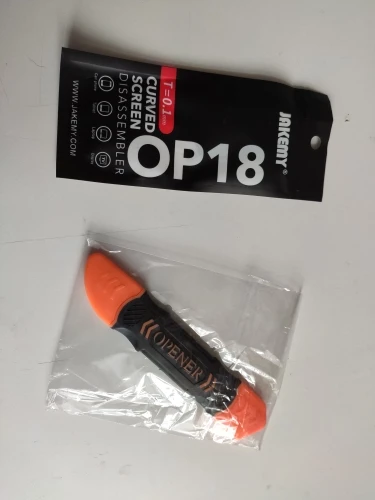 JAKEMY®
OP18
T=0.1mm
CURVED
SCREEN
DISASSEMBLER
WWW.JAKEMY.COM
«OPENER»